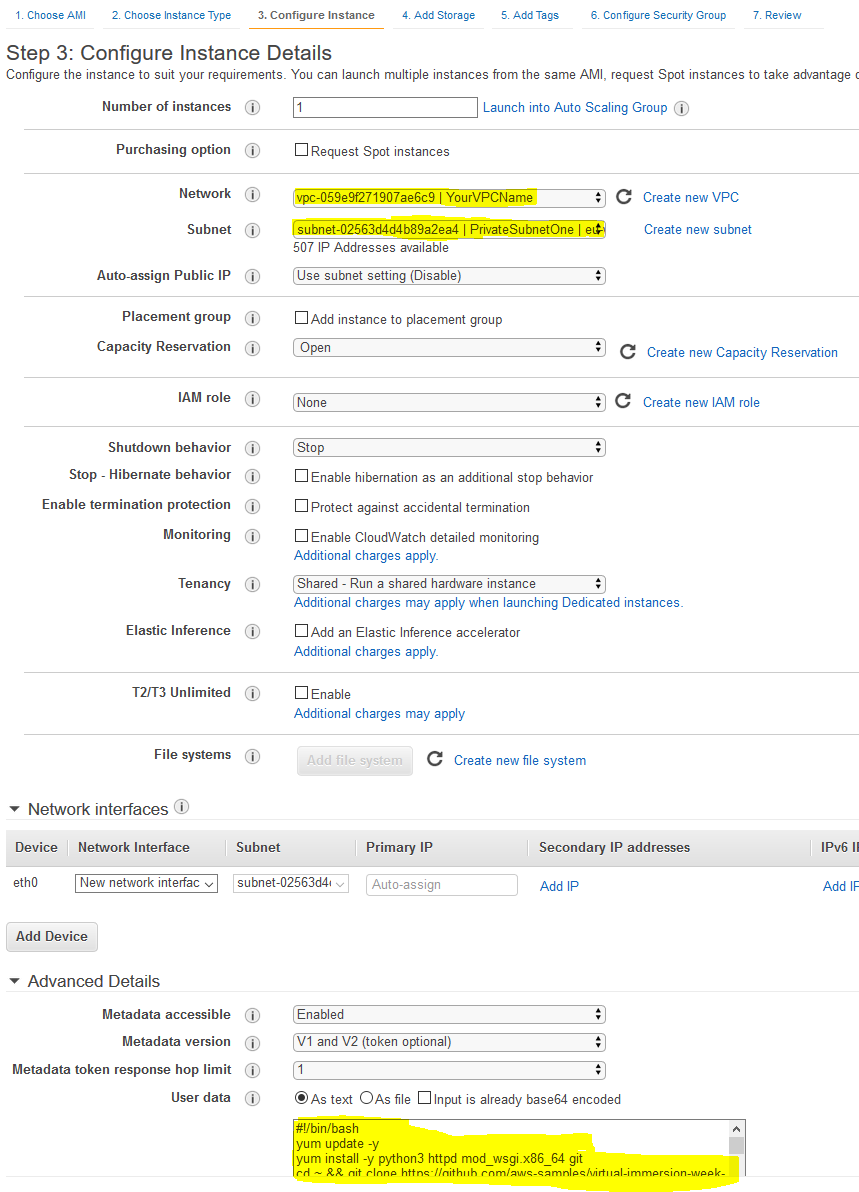 1. Choose AMI 2. Choose Instance Type 3. Configure Instance 4. Add Storage 5. Add Tags 6. Configure Security Group 7. Review
Step 3: Configure Instance Details
Configure the instance to suit your requirements. You can launch multiple instances from the same AMI, request Spot instances to take advantage
Number of instances i 1 Launch into Auto Scaling Group i
Purchasing option i Request Spot instances
Network i vpc-059e9f271907ae6c9 | YourVPCName Create new VPC
Subnet i subnet-02563d4d4b89a2ea4 | PrivateSubnetOne | eu- Create new subnet
507 IP Addresses available
Auto-assign Public IP i Use subnet setting (Disable)
Placement group i Add instance to placement group
Capacity Reservation i Open Create new Capacity Reservation
IAM role i None Create new IAM role
Shutdown behavior i Stop
Stop - Hibernate behavior i Enable hibernation as an additional stop behavior
Enable termination protection i Protect against accidental termination
Monitoring i Enable CloudWatch detailed monitoring
Additional charges apply.
Tenancy i Shared - Run a shared hardware instance
Additional charges may apply when launching Dedicated instances.
Elastic Inference i Add an Elastic Inference accelerator
Additional charges apply.
T2/T3 Unlimited i Enable
Additional charges may apply
File systems i Add file system Create new file system
Network interfaces i
Device Network Interface Subnet Primary IP Secondary IP addresses IPv6 I
eth0 New network interfac subnet-02563d4 Auto-assign Add IP Add IP
Add Device
Advanced Details
Metadata accessible i Enabled
Metadata version i V1 and V2 (token optional)
Metadata token response hop limit i 1
User data i As text As file Input is already base64 encoded
#!/bin/bash
yum update -y
yum install -y python3 httpd mod_wsgi.x86_64 git
cd ~ && git clone https://github.com/aws-samples/virtual-immersion-week-